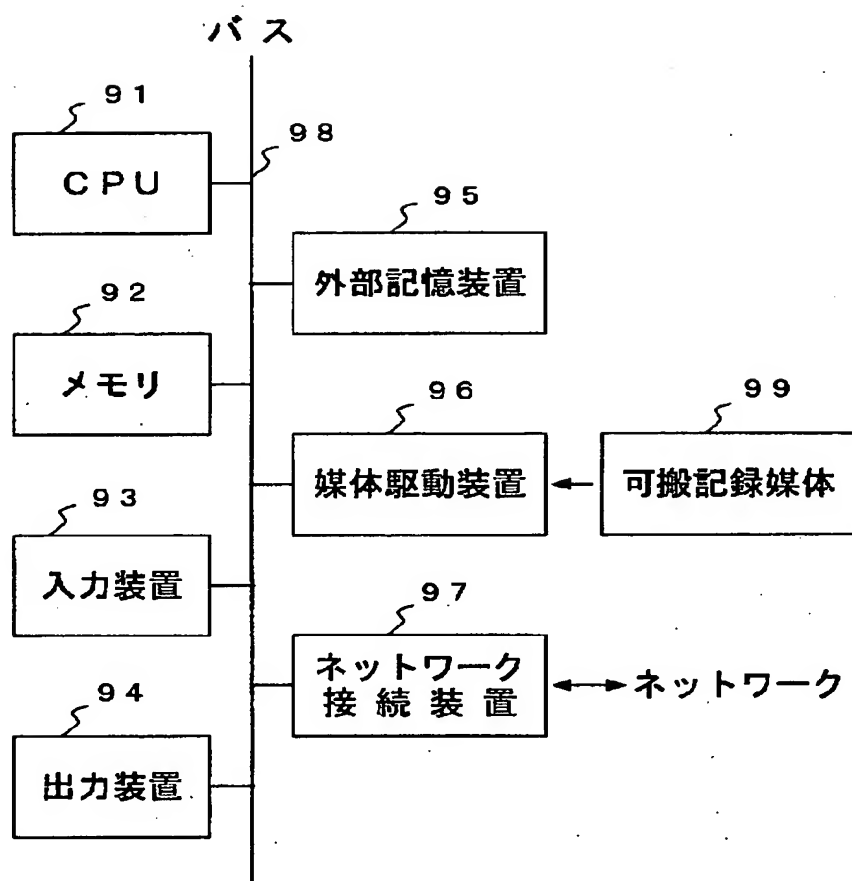 バス
91
CPU
98
95
外部記憶装置
92
メモリ
96
媒体駆動装置
99
可搬記録媒体
93
入力装置
97
ネットワーク
接続装置
ネットワーク
94
出力装置